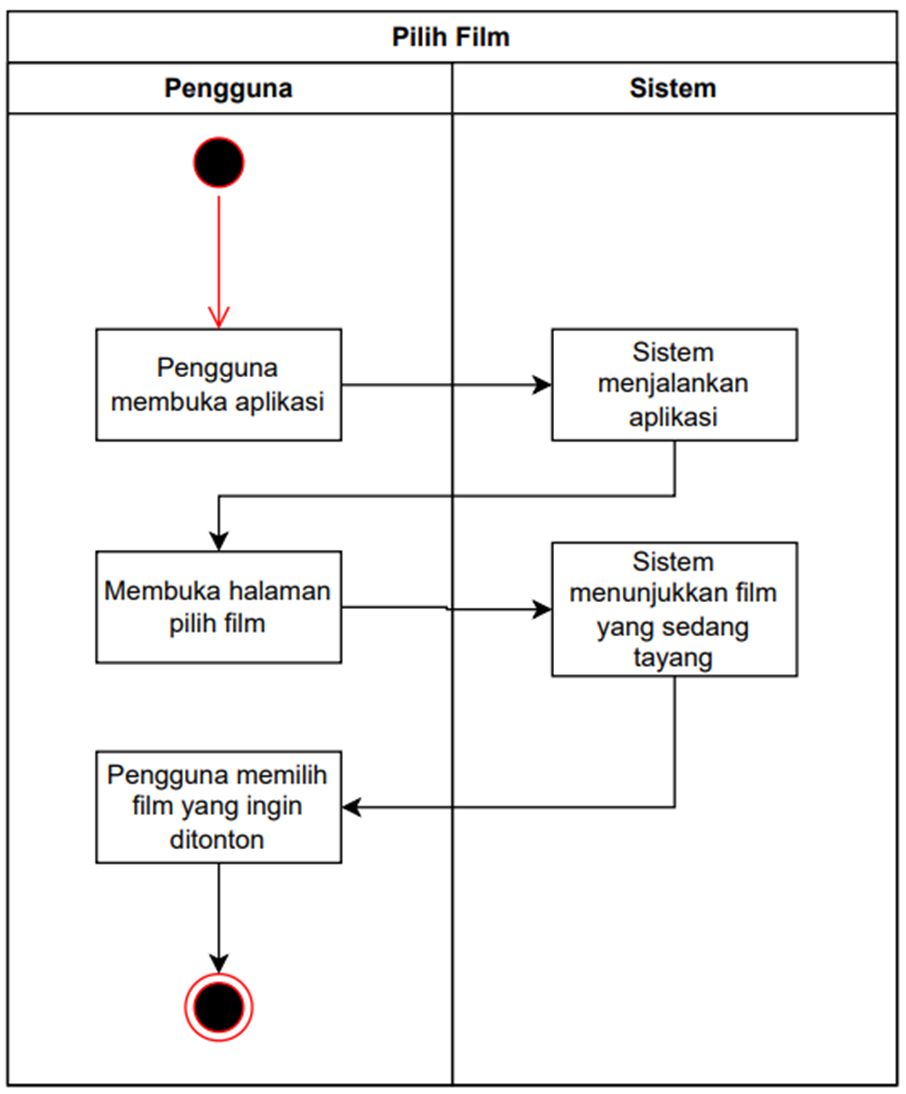 Pilih Film
Pengguna
Sistem
Pengguna
membuka aplikasi
Sistem
menjalankan
aplikasi
Membuka halaman
pilih film
Sistem
menunjukkan film
yang sedang
tayang
Pengguna memilih
film yang ingin
ditonton